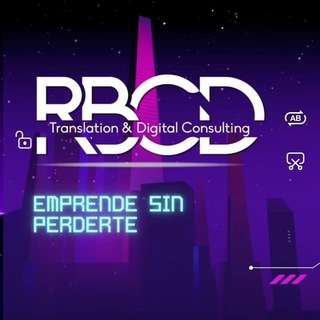 RBCD
Translation & Digital Consulting
AB
EMPRENDE SIN
PERDERTE